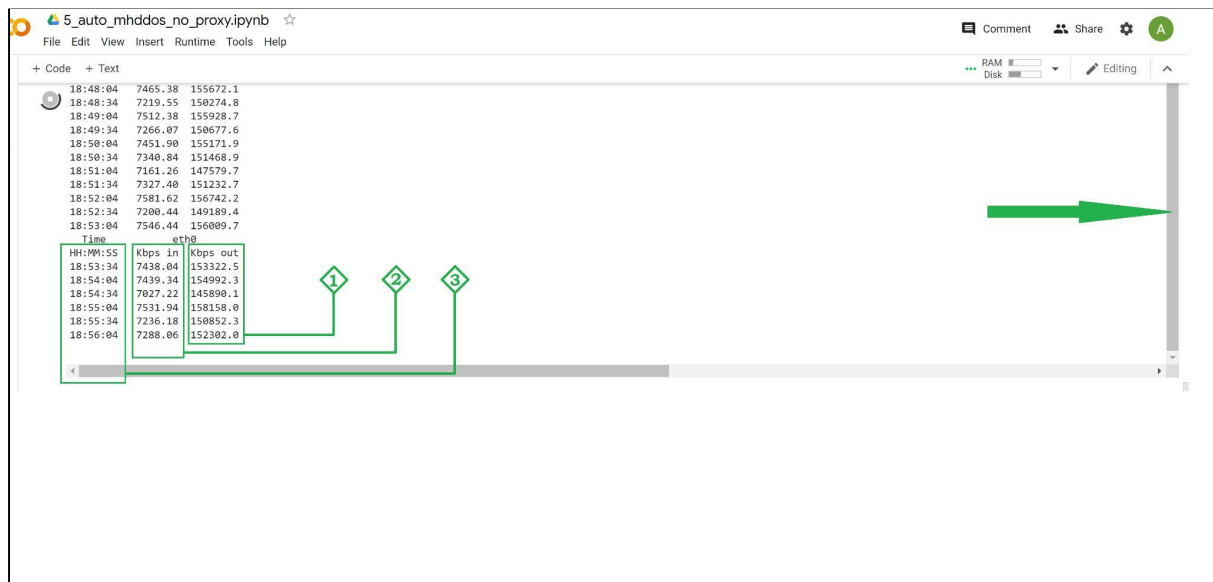 5_auto_mhddos_no_proxy.ipynb
Comment Share A
File Edit View Insert Runtime Tools Help
+ Code + Text
RAM
Disk
Editing
18:48:04 7465.38 155672.1
18:48:34 7219.55 150274.8
18:49:04 7512.38 155928.7
18:49:34 7266.07 150677.6
18:50:04 7451.90 155171.9
18:50:34 7340.84 151468.9
18:51:04 7161.26 147579.7
18:51:34 7327.40 151232.7
18:52:04 7581.62 156742.2
18:52:34 7200.44 149189.4
18:53:04 7546.44 156009.7
Time eth0
HH:MM:SS Kbps in Kbps out
18:53:34 7438.04 153322.5
18:54:04 7439.34 154992.3
18:54:34 7027.22 145890.1
18:55:04 7531.94 158158.0
18:55:34 7236.18 150852.3
18:56:04 7288.06 152302.0
1 2 3